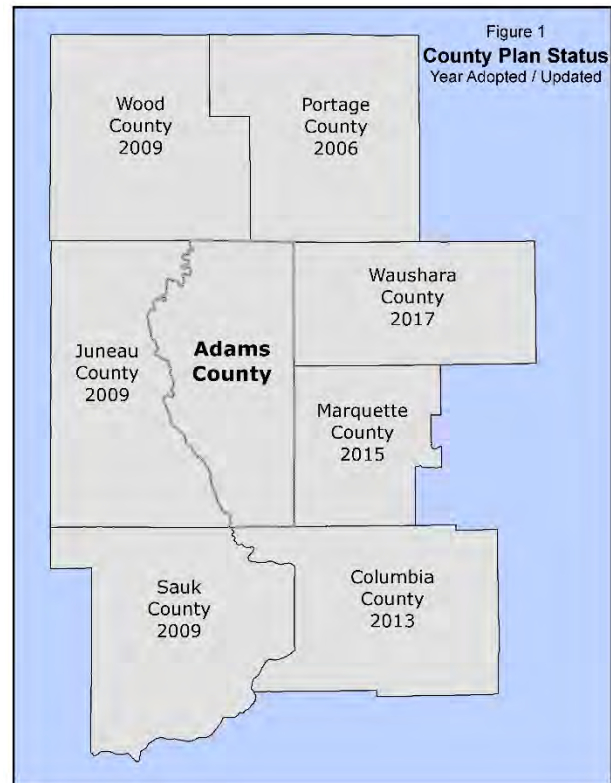 Figure 1
County Plan Status
Year Adopted / Updated
Wood
County
2009
Portage
County
2006
Juneau
County
2009
Adams
County
Waushara
County
2017
Marquette
County
2015
Sauk
County
2009
Columbia
County
2013